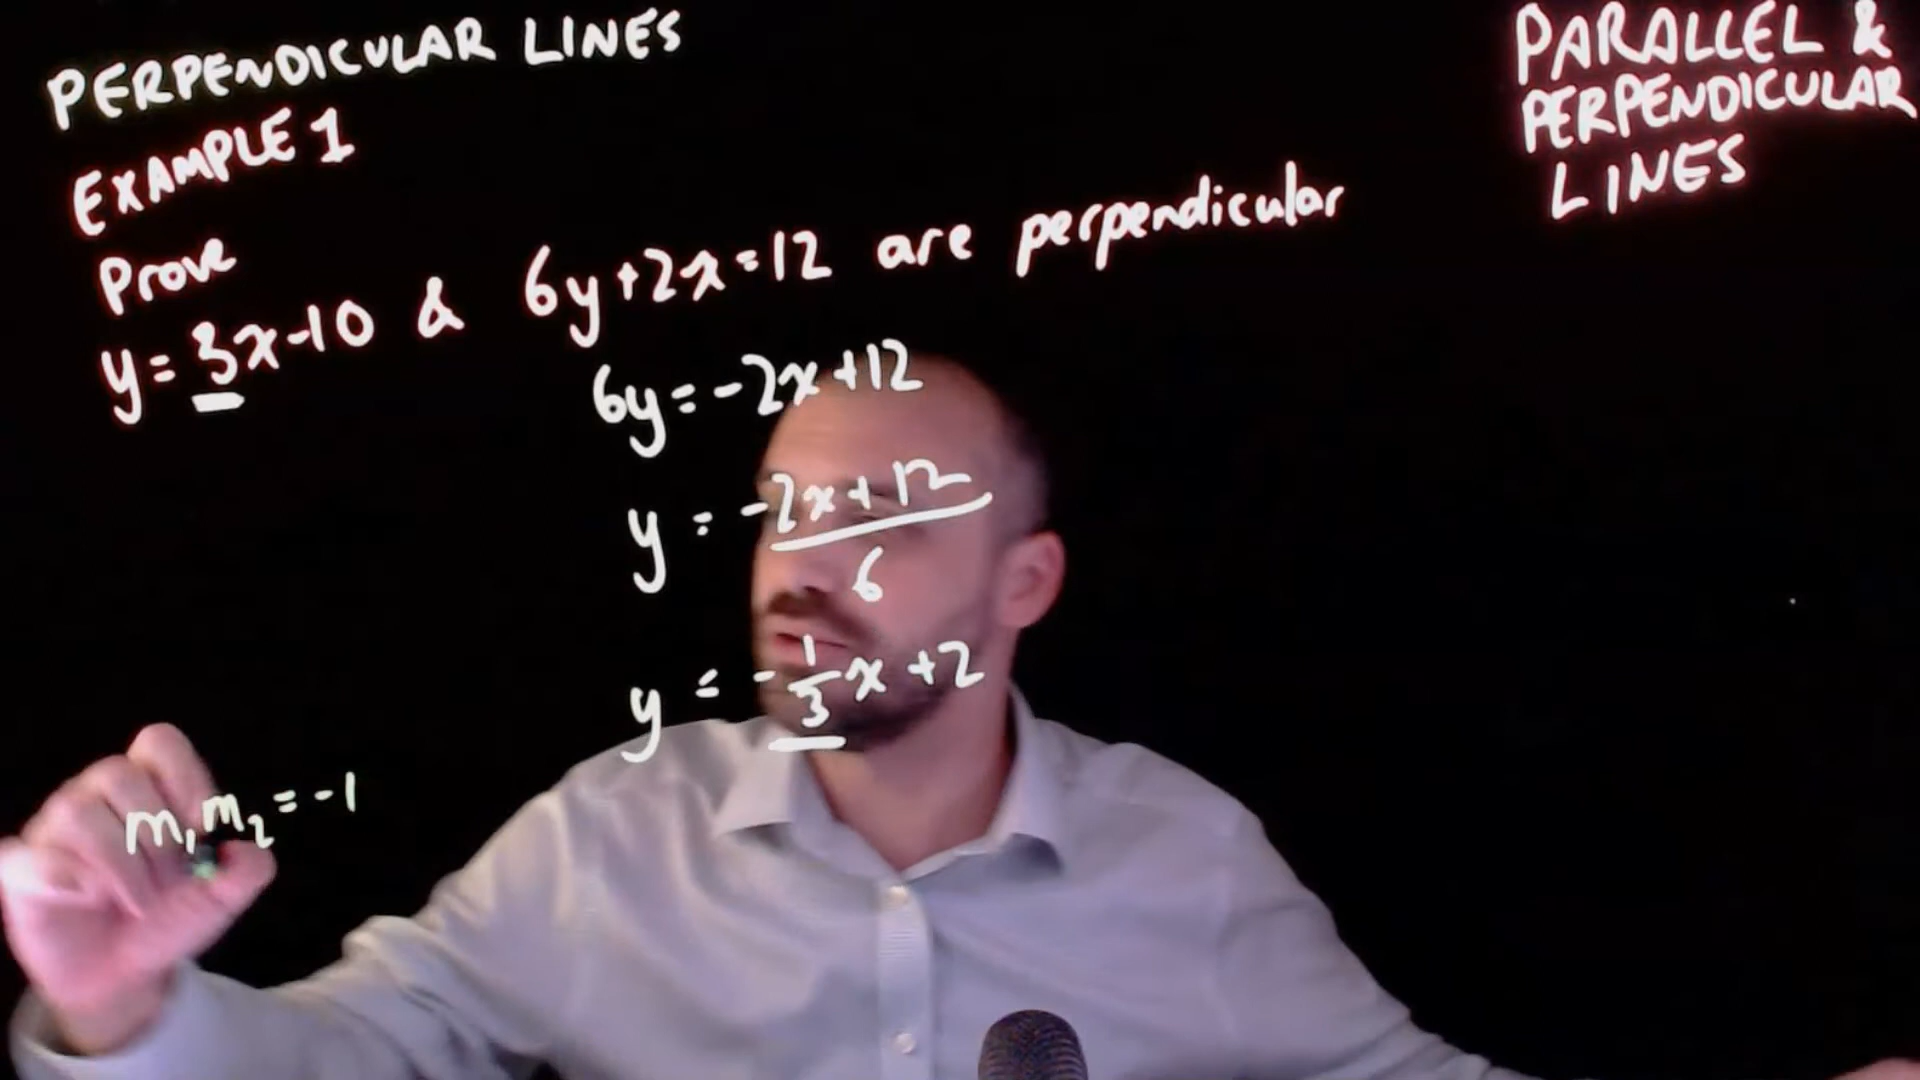 PERPENDICULAR LINES
EXAMPLE 1
Prove
y=3x-10 & 6y+2x=12 are perpendicular
6y=-2x+12
y=-2x+12
6
y=-1/3x+2
m₁m₂=-1
PARALLEL &
PERPENDICULAR
LINES